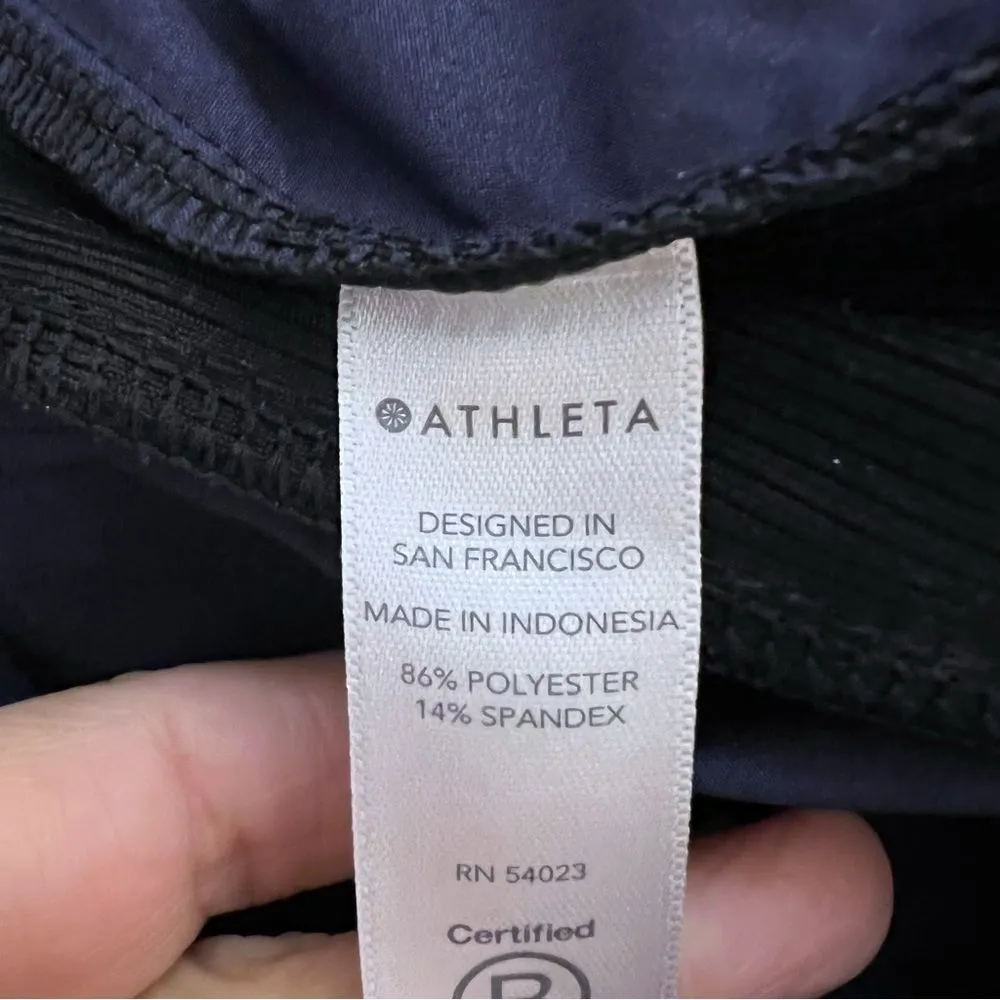 ATHLETA
DESIGNED IN
SAN FRANCISCO
MADE IN INDONESIA
86% POLYESTER
14% SPANDEX
RN 54023
Certified
B